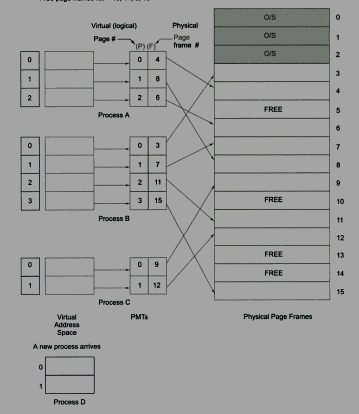 Virtual (logical) Physical
Page # Page frame #
(P) (F)
0 0 4
1 1 8
2 2 6
Process A
0 0 3
1 1 7
2 2 11
3 3 15
Process B
0 0 9
1 1 12
Process C
Virtual Address Space
PMTs
O/S 0
O/S 1
O/S 2
3
4
FREE 5
6
7
8
9
FREE 10
11
12
FREE 13
FREE 14
15
Physical Page Frames
A new process arrives
0
1
Process D